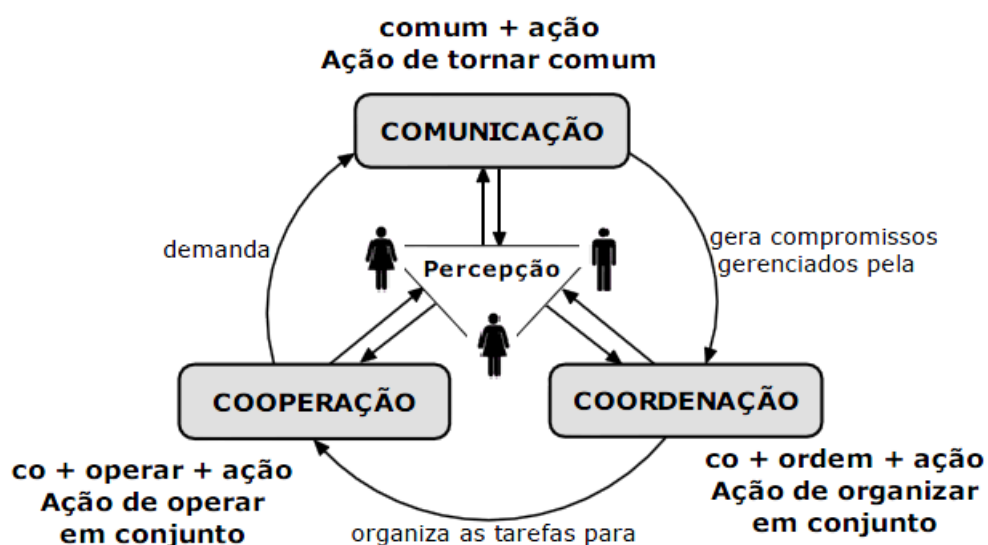 comum + ação
Ação de tornar comum
COMUNICAÇÃO
demanda
gera compromissos
gerenciados pela
Percepção
COOPERAÇÃO
COORDENAÇÃO
co + operar + ação
Ação de operar
em conjunto
co + ordem + ação
Ação de organizar
em conjunto
organiza as tarefas para